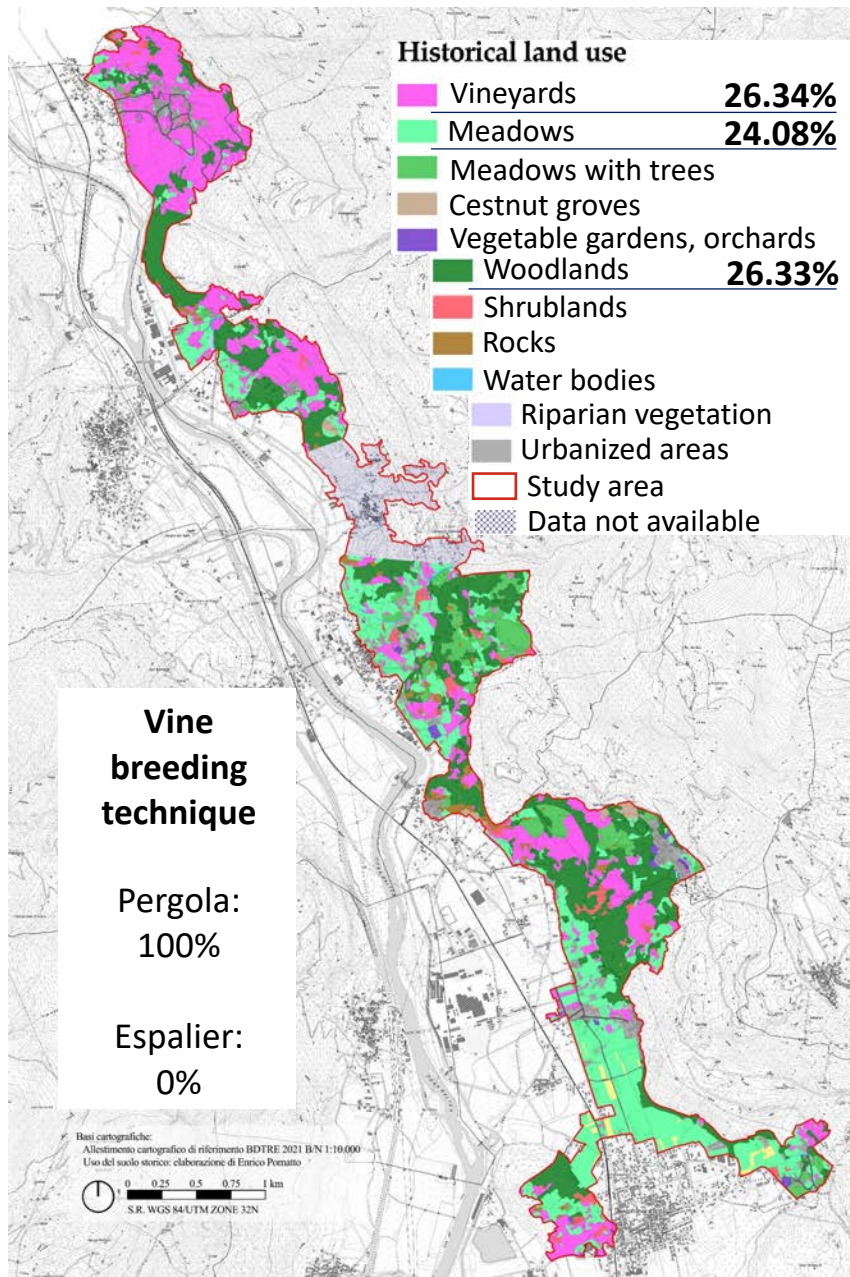 Historical land use
Vineyards 26.34%
Meadows 24.08%
Meadows with trees
Cestnut groves
Vegetable gardens, orchards
Woodlands 26.33%
Shrublands
Rocks
Water bodies
Riparian vegetation
Urbanized areas
Study area
Data not available
Vine
breeding
technique
Pergola:
100%
Espalier:
0%
Basi cartografiche:
Allestimento cartografico di riferimento BDTRE 2021 B/N 1:10.000
Uso del suolo storico: elaborazione di Enrico Pomatto
0 0.25 0.5 0.75 1 km
S.R. WGS 84/UTM ZONE 32N